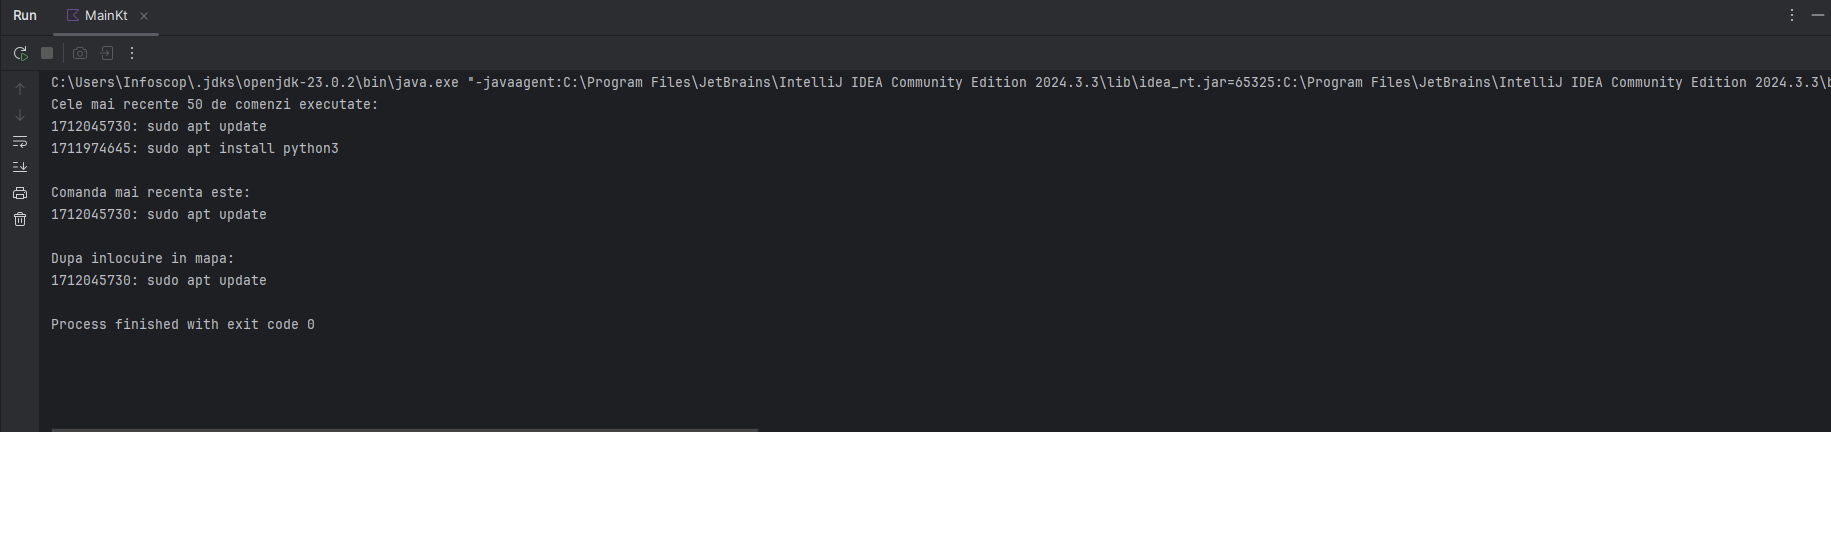 Run MainKt
C:\Users\Infoscop\.jdks\openjdk-23.0.2\bin\java.exe "-javaagent:C:\Program Files\JetBrains\IntelliJ IDEA Community Edition 2024.3.3\lib\idea_rt.jar=65325:C:\Program Files\JetBrains\IntelliJ IDEA Community Edition 2024.3.3\b
Cele mai recente 50 de comenzi executate:
1712045730: sudo apt update
1711974645: sudo apt install python3
Comanda mai recenta este:
1712045730: sudo apt update
Dupa inlocuire in mapa:
1712045730: sudo apt update
Process finished with exit code 0